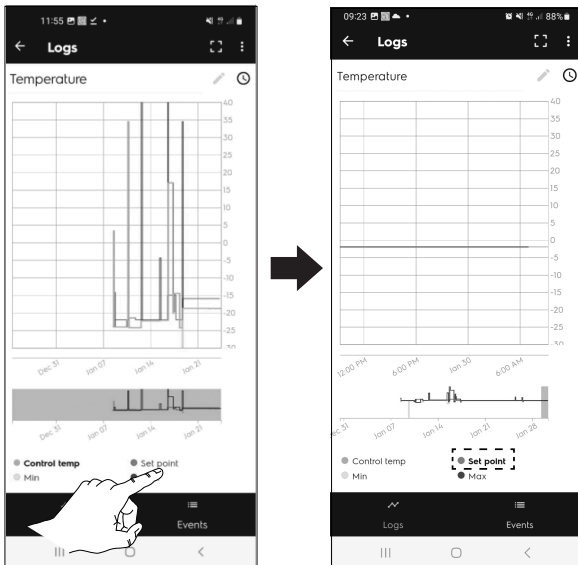 11:55
Logs
Temperature
40
35
30
25
20
15
10
5
0
-5
-10
-15
-20
-25
-30
Dec 31 Jan 07 Jan 14 Jan 21
Dec 31 Jan 07 Jan 14 Jan 21
Control temp Set point
Min
Events
09:23 88%
Logs
Temperature
40
35
30
25
20
15
10
5
0
-5
-10
-15
-20
-25
-30
12:00 PM 6:00 PM Jan 30 6:00 AM
Jan 07 Jan 14 Jan 21 Jan 28
Control temp Set point
Min Max
Logs Events